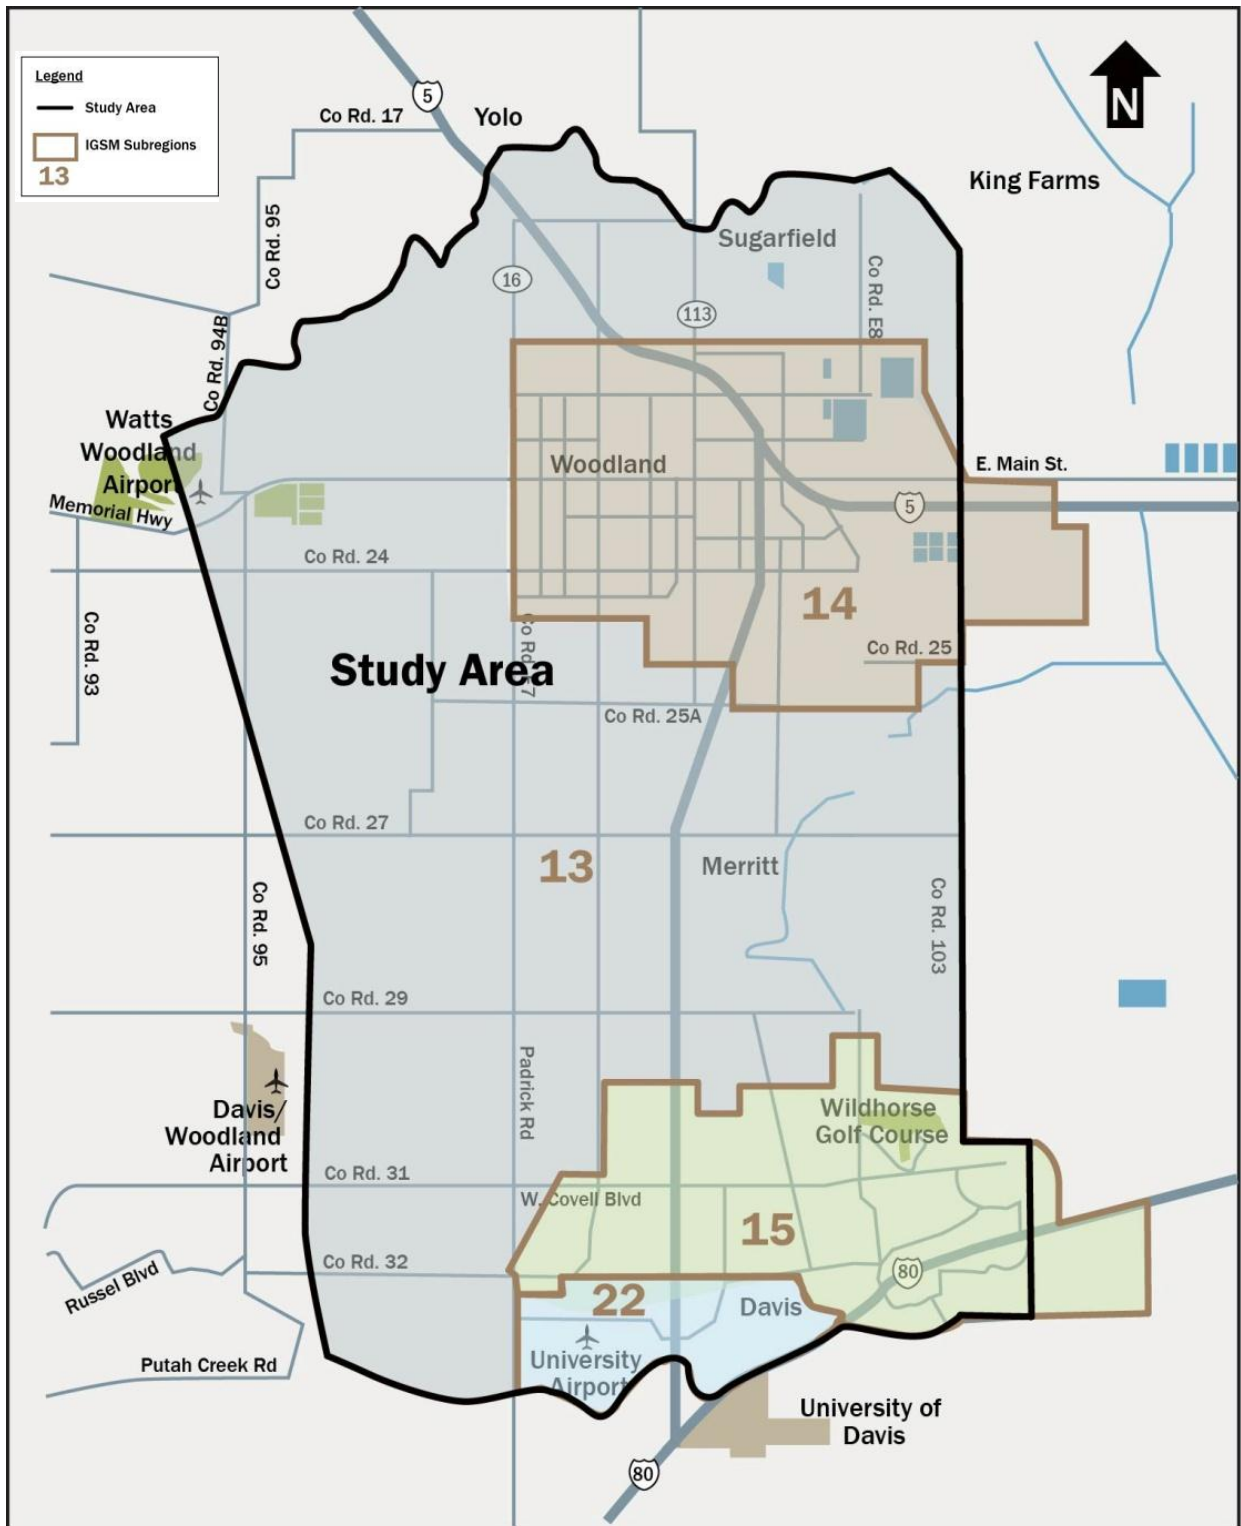 Legend
Study Area
IGSM Subregions
13
5
Yolo
Co Rd. 17
N
King Farms
Co Rd. 95
Sugarfield
16
113
Co Rd. E8
Co Rd. 94B
Watts
Woodland
Airport
Memorial Hwy
Woodland
E. Main St.
5
Co Rd. 24
14
Co Rd. 93
Co Rd. 25
Study Area
Co Rd. 25A
Co Rd. 27
13
Merritt
Co Rd. 95
Co Rd. 103
Co Rd. 29
Padrick Rd
Davis/
Woodland
Airport
Wildhorse
Golf Course
Co Rd. 31
W. Covell Blvd
15
Co Rd. 32
Russel Blvd
80
22
Davis
University
Airport
Putah Creek Rd
University of
Davis
80